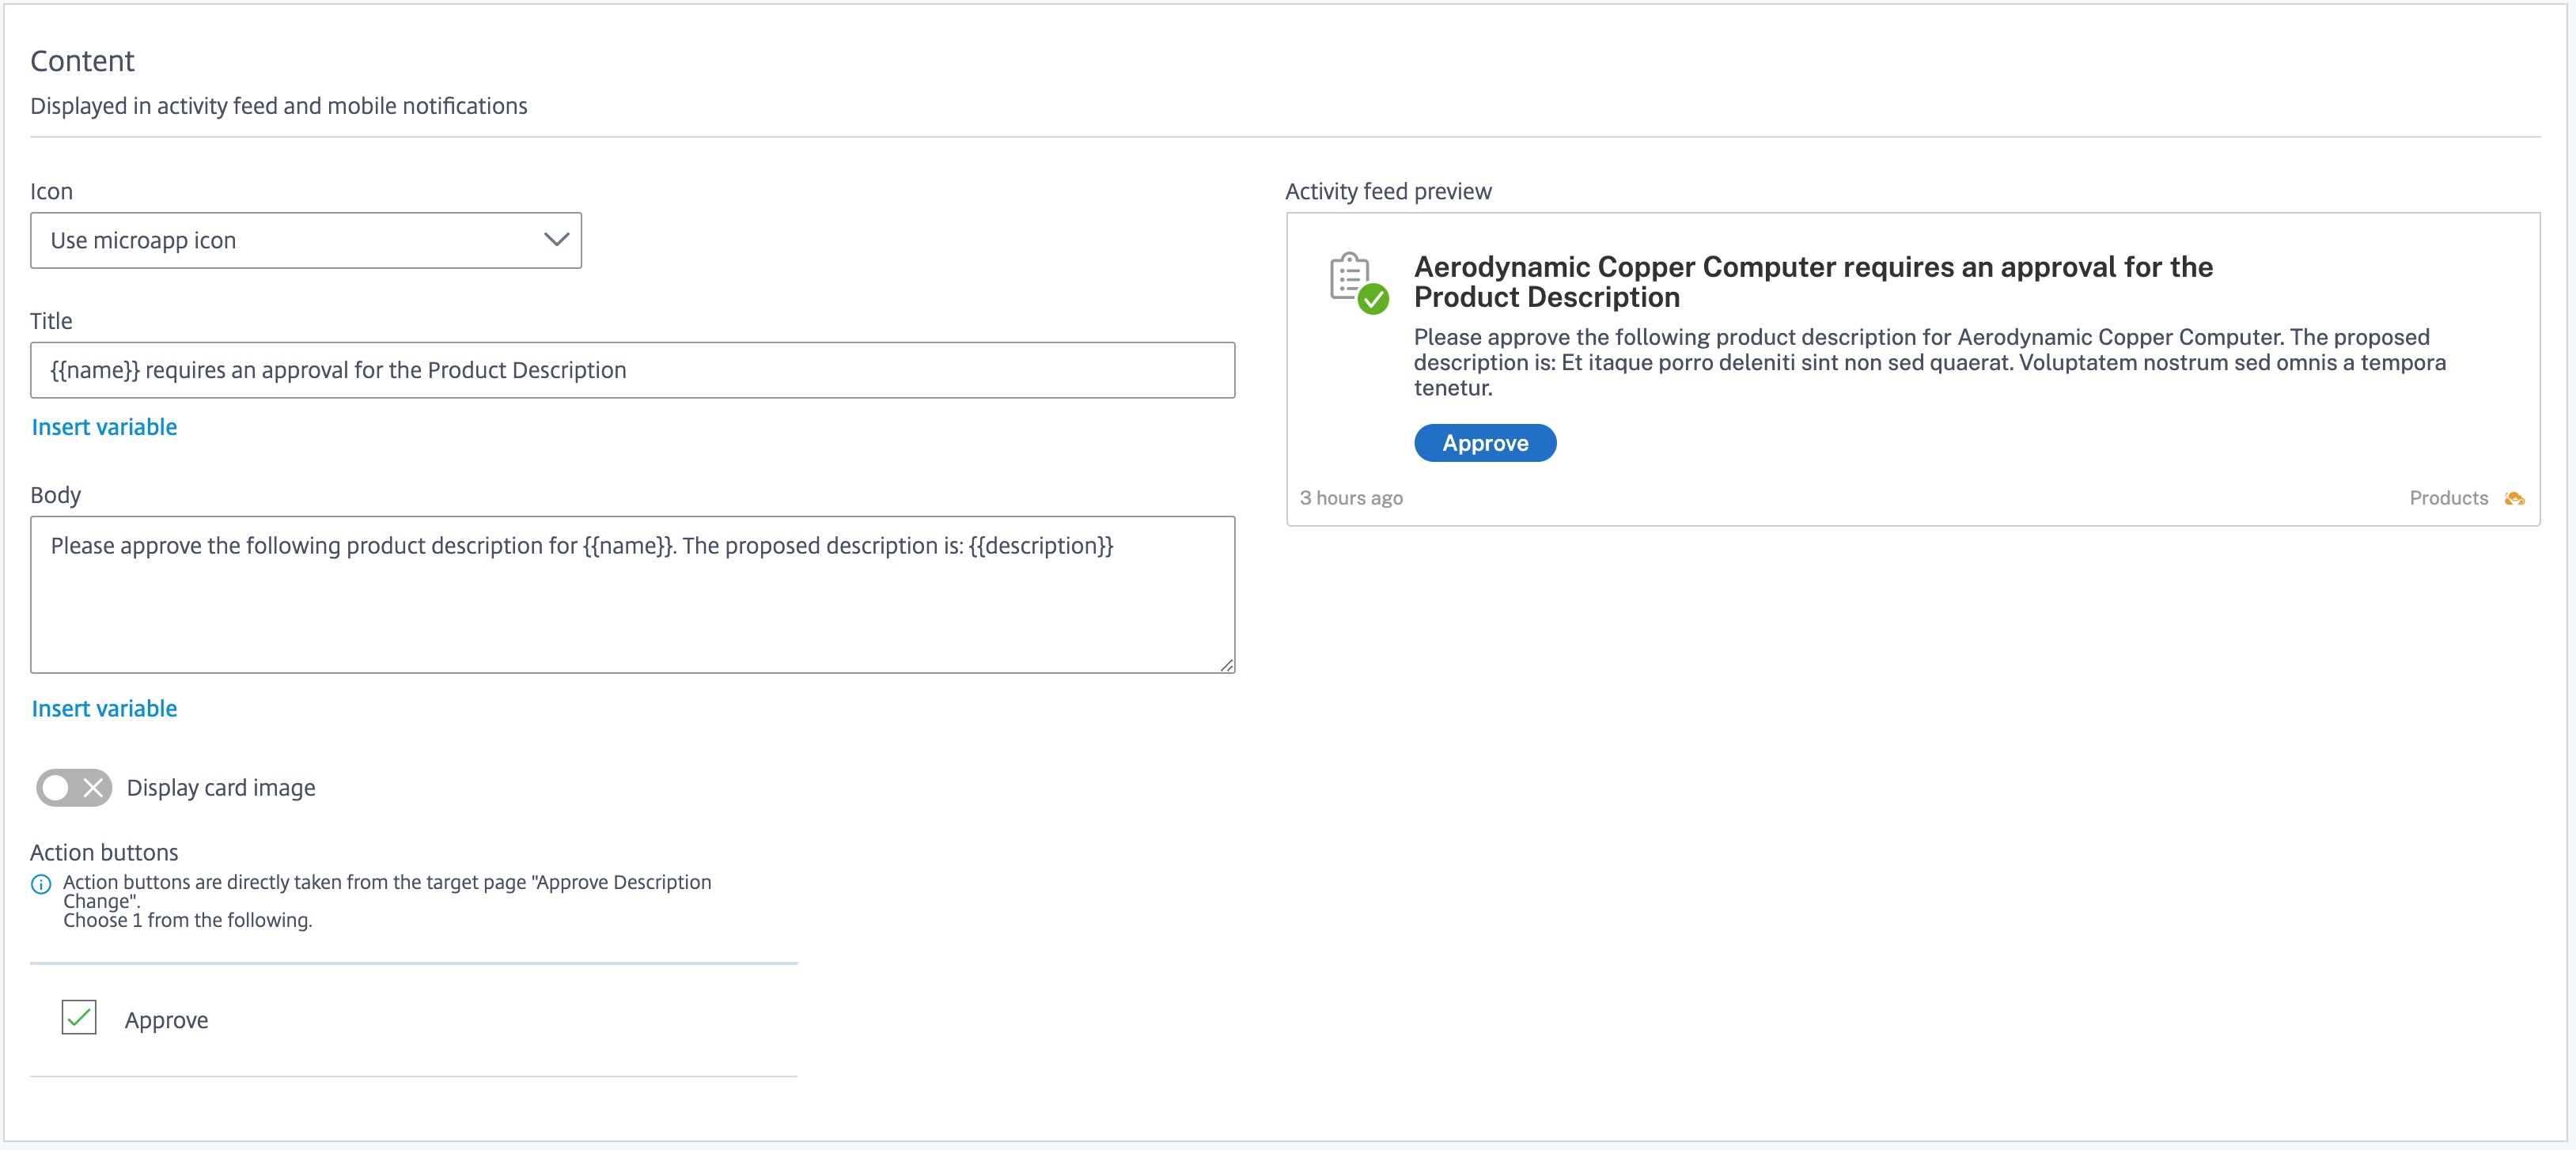 Content
Displayed in activity feed and mobile notifications
Icon
Use microapp icon
Title
{{name}} requires an approval for the Product Description
Insert variable
Body
Please approve the following product description for {{name}}. The proposed description is: {{description}}
Insert variable
Display card image
Action buttons
Action buttons are directly taken from the target page "Approve Description
Change".
Choose 1 from the following.
Approve
Activity feed preview
Aerodynamic Copper Computer requires an approval for the
Product Description
Please approve the following product description for Aerodynamic Copper Computer. The proposed
description is: Et itaque porro deleniti sint non sed quaerat. Voluptatem nostrum sed omnis a tempora
tenetur.
Approve
3 hours ago
Products